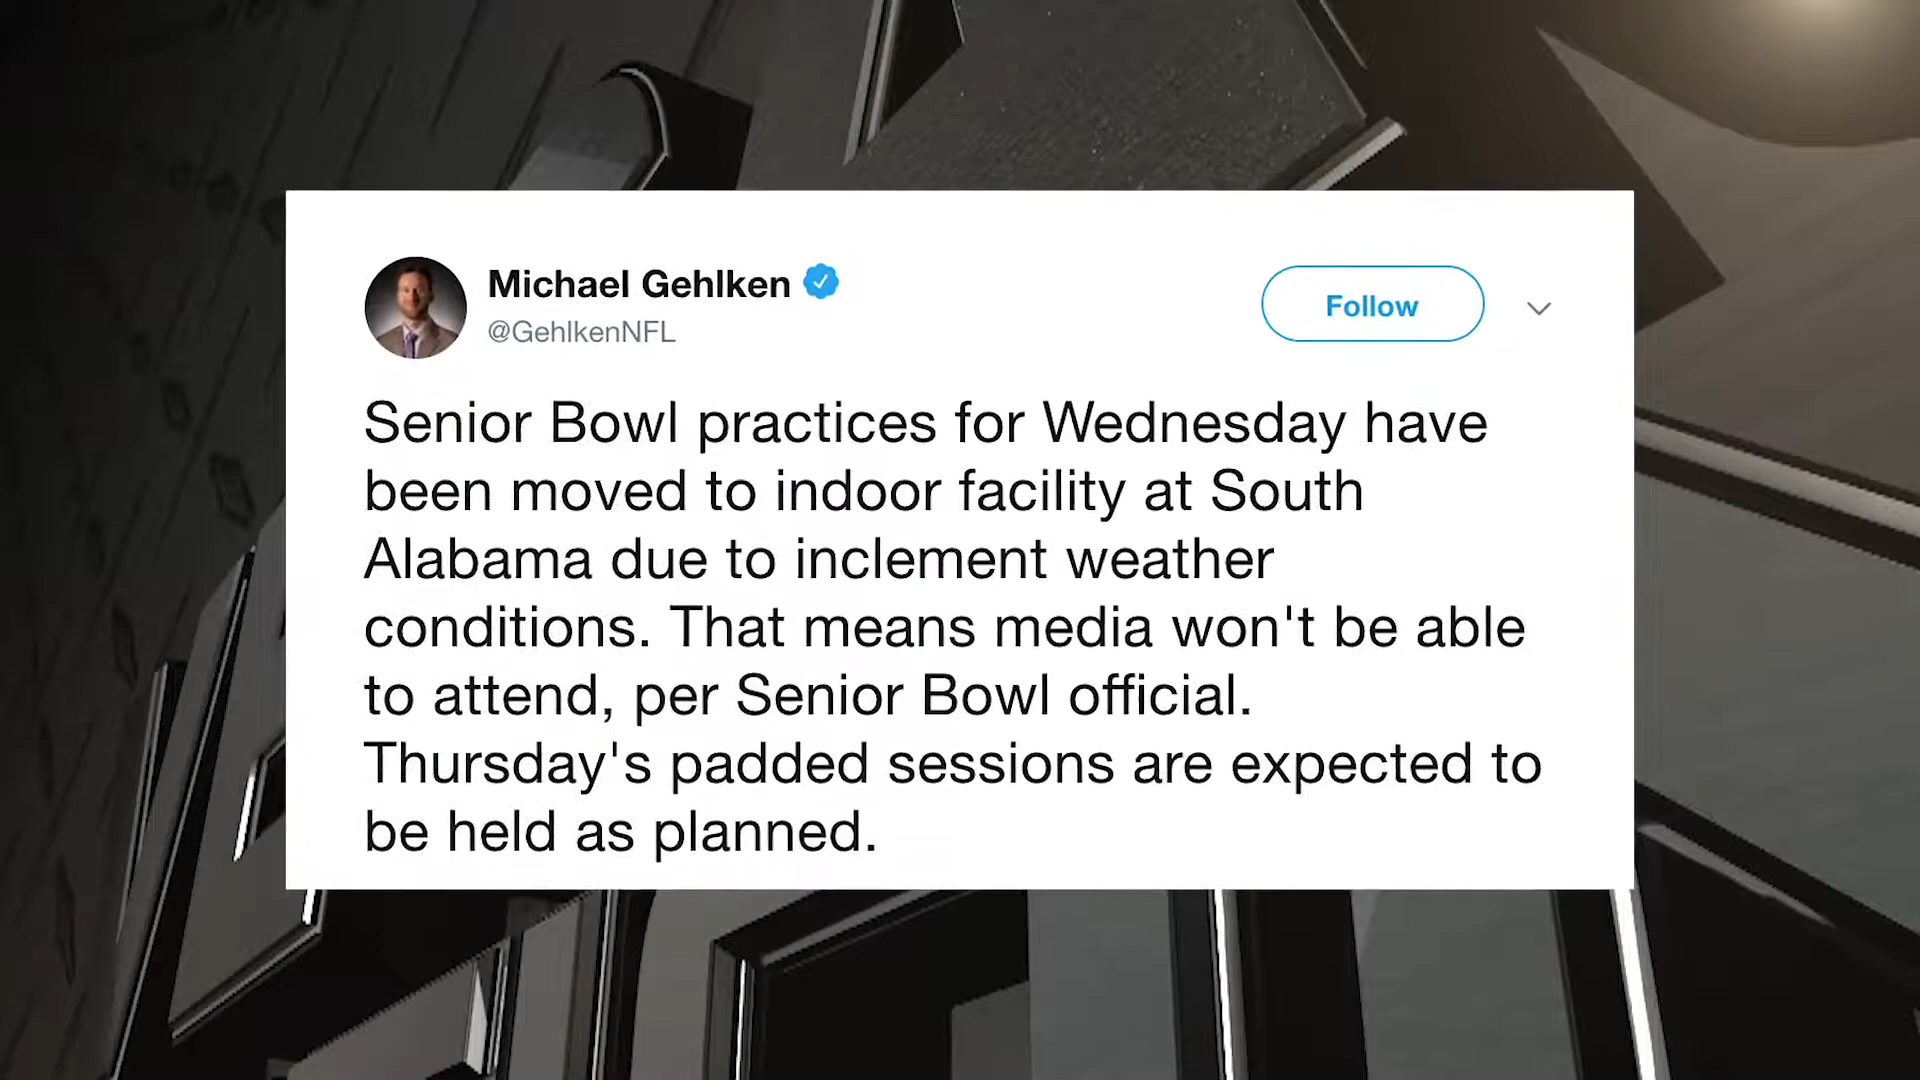 Michael Gehlken
@GehlkenNFL
Follow
Senior Bowl practices for Wednesday have
been moved to indoor facility at South
Alabama due to inclement weather
conditions. That means media won't be able
to attend, per Senior Bowl official.
Thursday's padded sessions are expected to
be held as planned.